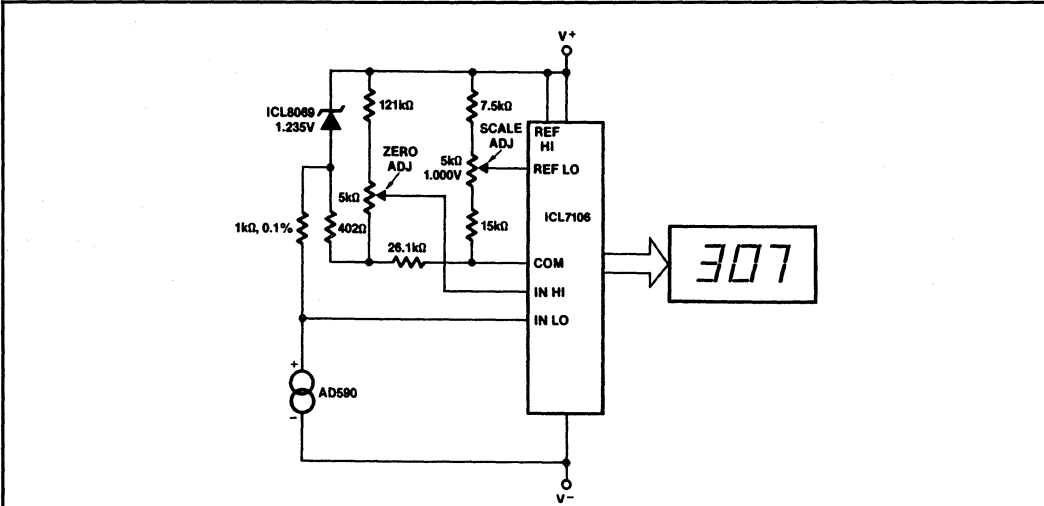 V+
ICL8069
1.235V
121kΩ
7.5kΩ
SCALE
ADJ
REF
HI
ZERO
ADJ
5kΩ
1.000V
REF LO
5kΩ
ICL7106
1kΩ, 0.1%
402Ω
26.1kΩ
15kΩ
COM
307
IN HI
IN LO
+
AD590
-
V-